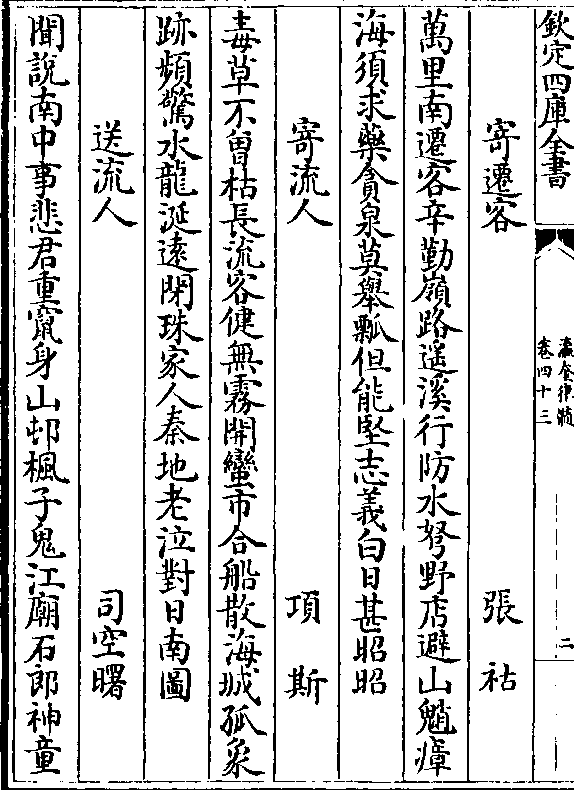 欽定四庫全書
瀛奎律髓
卷四十三
二
寄遷客 張祜
萬里南遷客辛勤嶺路遥溪行防水弩野店避山魈瘴
海須求藥貪泉莫舉瓢但能堅志義白日甚昭昭
寄流人 項斯
毒草不曽枯長流客健無霧開蠻市合船散海城孤象
跡頻驚水龍涎遠閉珠家人秦地老泣對日南圖
送流人 司空曙
聞說南中事悲君重竄身山邨楓子鬼江廟石郎神童